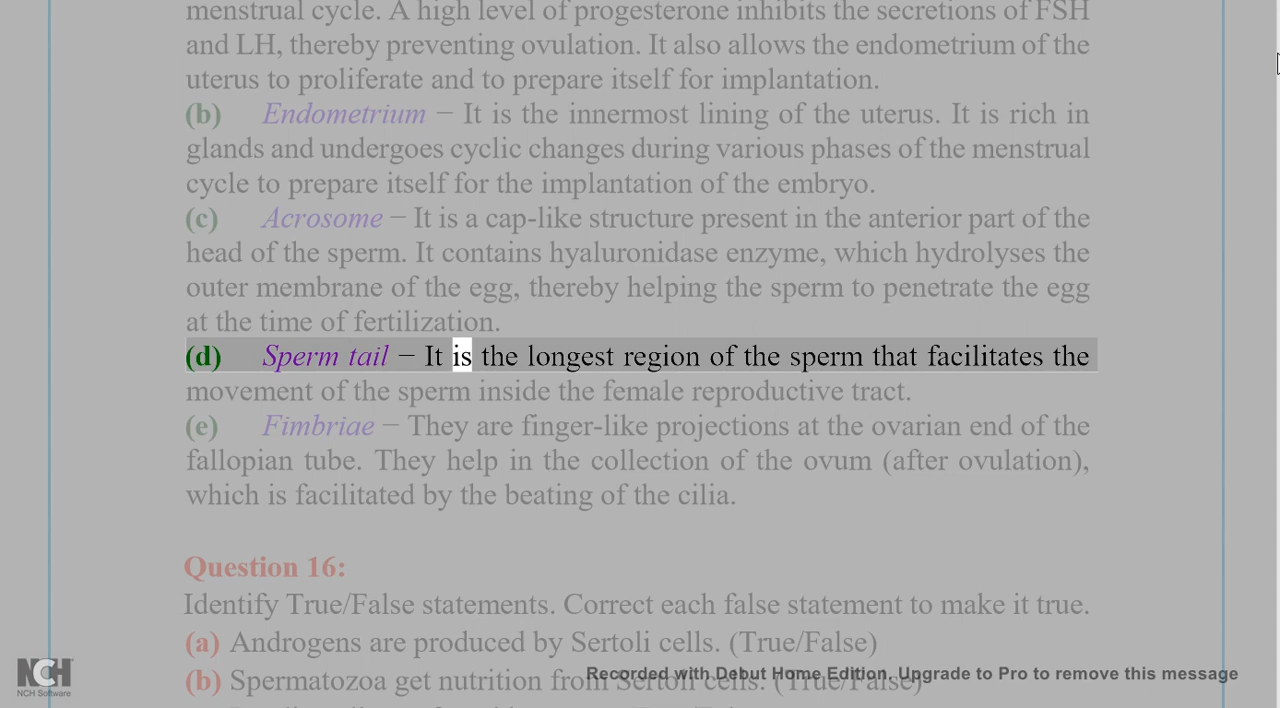 menstrual cycle. A high level of progesterone inhibits the secretions of FSH
and LH, thereby preventing ovulation. It also allows the endometrium of the
uterus to proliferate and to prepare itself for implantation.
(b) Endometrium − It is the innermost lining of the uterus. It is rich in
glands and undergoes cyclic changes during various phases of the menstrual
cycle to prepare itself for the implantation of the embryo.
(c) Acrosome − It is a cap-like structure present in the anterior part of the
head of the sperm. It contains hyaluronidase enzyme, which hydrolyses the
outer membrane of the egg, thereby helping the sperm to penetrate the egg
at the time of fertilization.
(d) Sperm tail − It is the longest region of the sperm that facilitates the
movement of the sperm inside the female reproductive tract.
(e) Fimbriae − They are finger-like projections at the ovarian end of the
fallopian tube. They help in the collection of the ovum (after ovulation),
which is facilitated by the beating of the cilia.
Question 16:
Identify True/False statements. Correct each false statement to make it true.
(a) Androgens are produced by Sertoli cells. (True/False)
(b) Spermatozoa get nutrition from Sertoli cells. (True/False)
Recorded with Debut Home Edition. Upgrade to Pro to remove this message
NCH
NCH Software